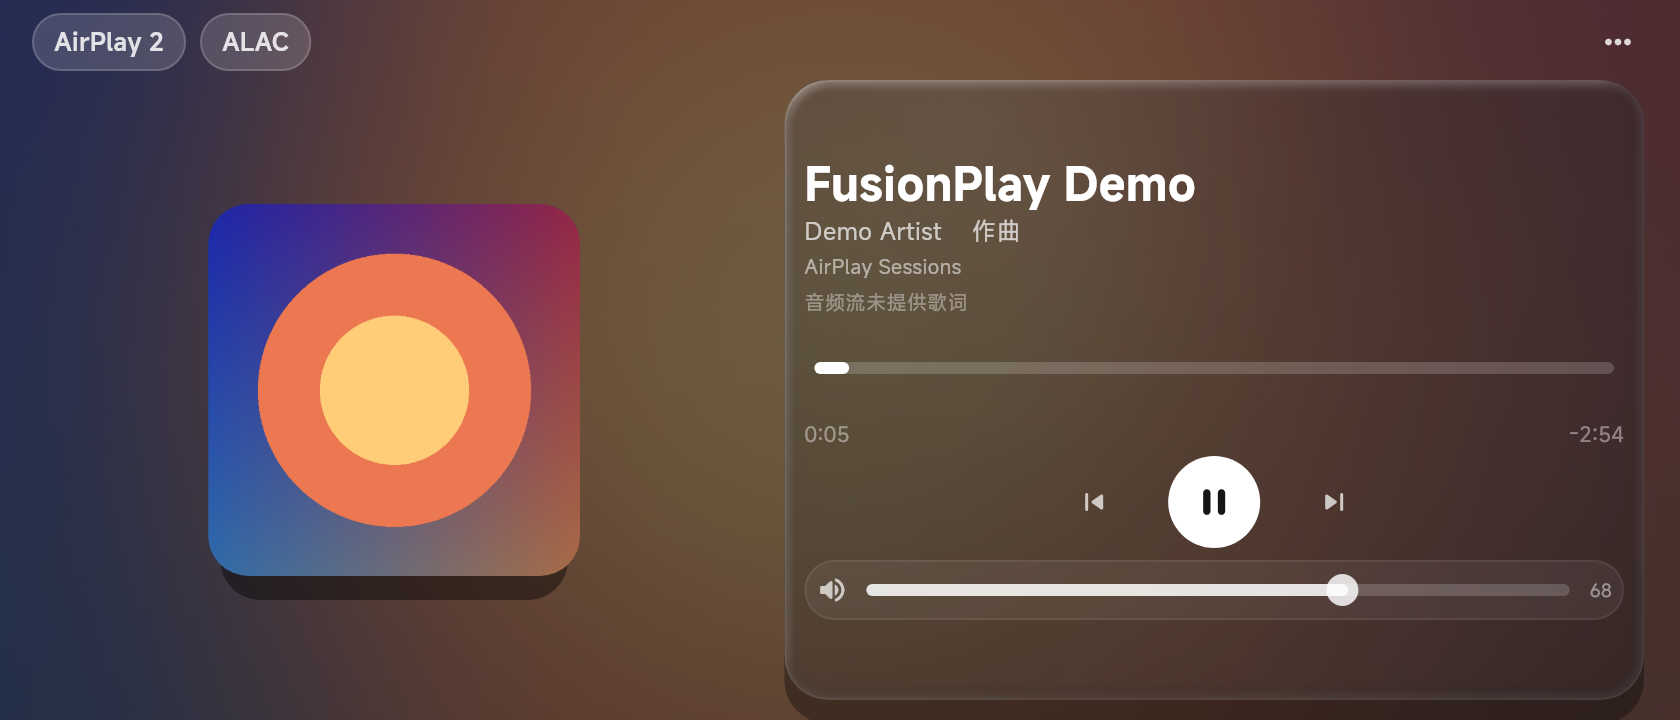 AirPlay 2 ALAC
FusionPlay Demo
Demo Artist 作曲
AirPlay Sessions
音频流未提供歌词
0:05 -2:54
68